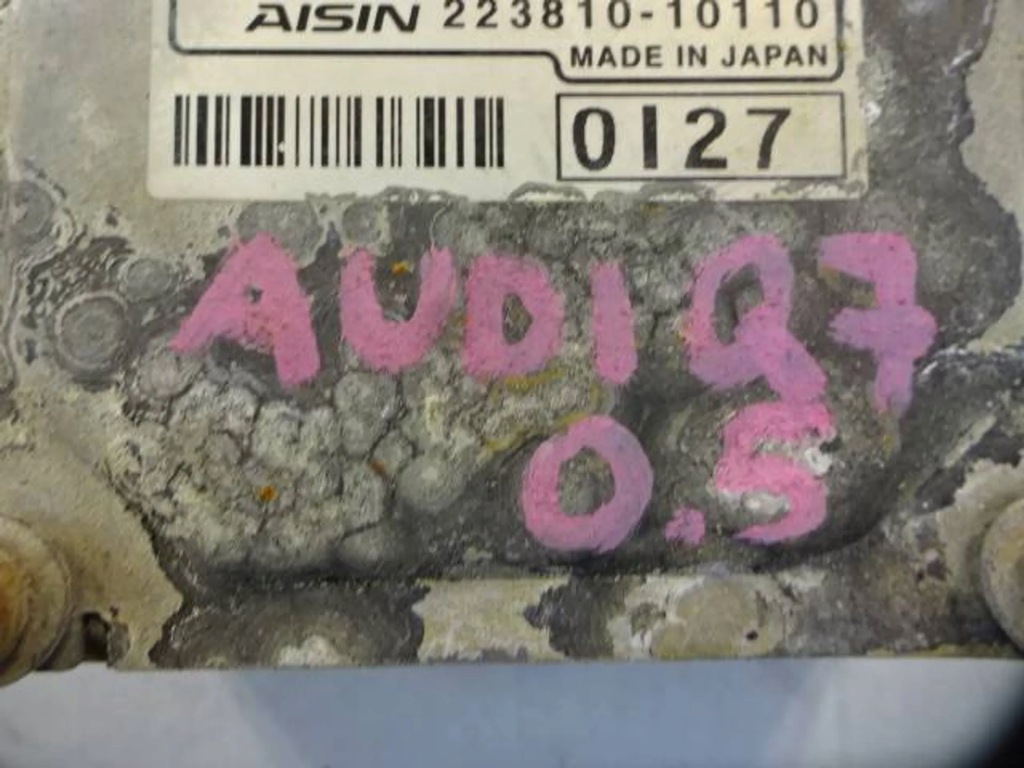 AISIN 223810-10110
MADE IN JAPAN
0127
AUDI Q7
0.5